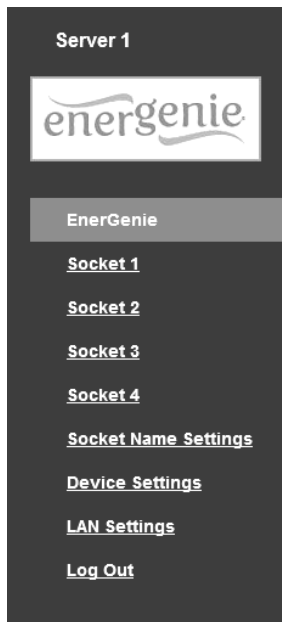 Server 1
energenie
EnerGenie
Socket 1
Socket 2
Socket 3
Socket 4
Socket Name Settings
Device Settings
LAN Settings
Log Out